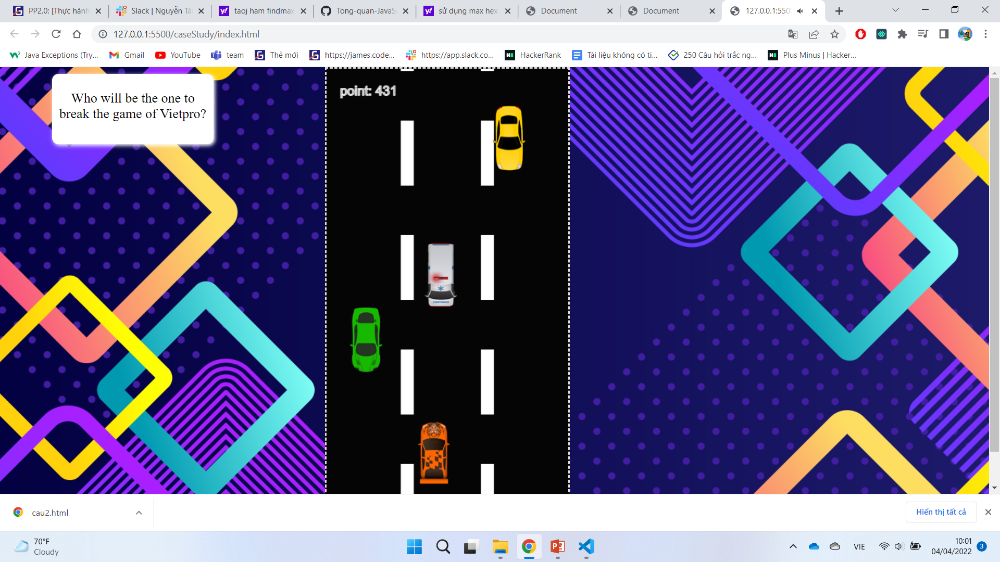 PP2.0: [Thực hành
Slack | Nguyễn Tà
taoj ham findmax
Tong-quan-JavaS
sử dụng max hex
Document
Document
127.0.0.1:550
127.0.0.1:5500/caseStudy/index.html
Java Exceptions (Try...
Gmail
YouTube
team
Thẻ mới
https://james.code...
https://app.slack.co...
HackerRank
Tài liệu không có ti...
250 Câu hỏi trắc ng...
Plus Minus | Hacker...
Who will be the one to
break the game of Vietpro?
point: 431
cau2.html
Hiển thị tất cả
70°F
Cloudy
VIE
10:01
04/04/2022
3